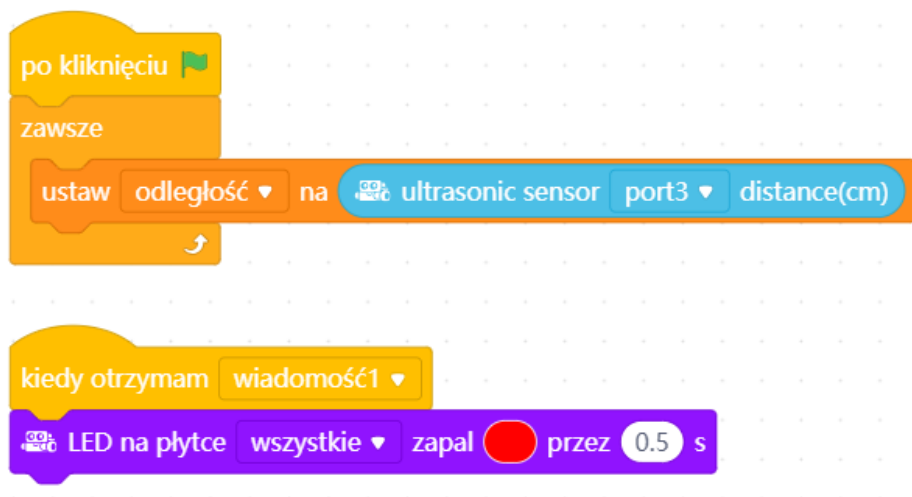 po kliknięciu
zawsze
ustaw odległość na ultrasonic sensor port3 distance(cm)
kiedy otrzymam wiadomość1
LED na płytce wszystkie zapal przez 0.5 s